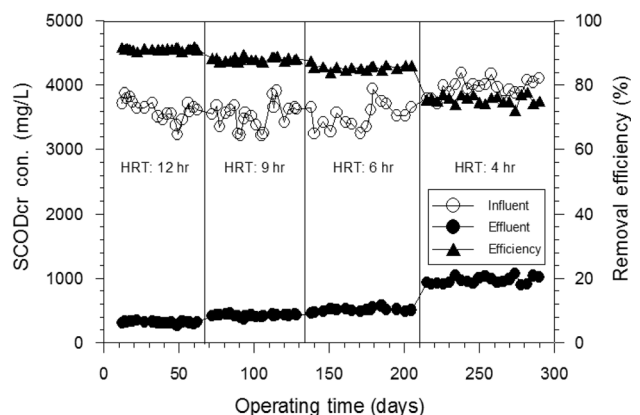 SCODcr con. (mg/L)
5000
4000
3000
2000
1000
0
HRT: 12 hr
HRT: 9 hr
HRT: 6 hr
HRT: 4 hr
Influent
Effluent
Efficiency
100
80
60
40
20
0
Removal efficiency (%)
0 50 100 150 200 250 300
Operating time (days)